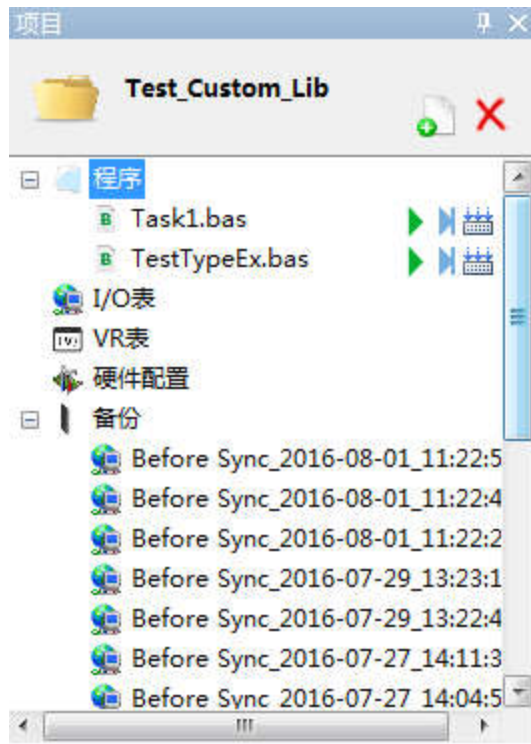 项目
Test_Custom_Lib
程序
Task1.bas
TestTypeEx.bas
I/O表
VR表
硬件配置
备份
Before Sync_2016-08-01_11:22:5
Before Sync_2016-08-01_11:22:4
Before Sync_2016-08-01_11:22:2
Before Sync_2016-07-29_13:23:1
Before Sync_2016-07-29_13:22:4
Before Sync_2016-07-27_14:11:3
Before Sync_2016-07-27_14:04:5